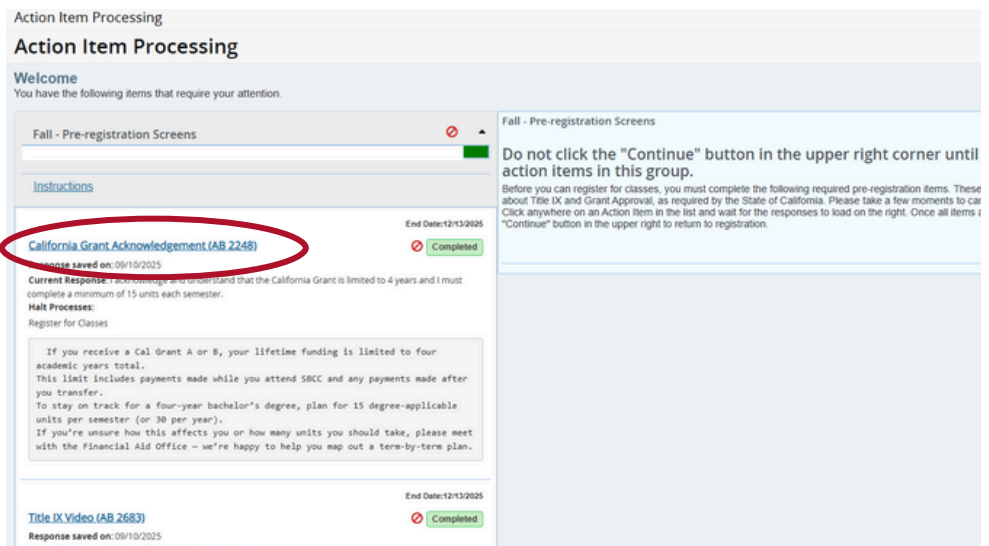 Action Item Processing
Action Item Processing
Welcome
You have the following items that require your attention.
Fall - Pre-registration Screens
Instructions
End Date:12/13/2025
California Grant Acknowledgement (AB 2248)
Completed
Response saved on: 09/10/2025
Current Response: I acknowledge and understand that the California Grant is limited to 4 years and I must
complete a minimum of 15 units each semester.
Halt Processes:
Register for Classes
If you receive a Cal Grant A or B, your lifetime funding is limited to four
academic years total.
This limit includes payments made while you attend SBCC and any payments made after
you transfer.
To stay on track for a four-year bachelor's degree, plan for 15 degree-applicable
units per semester (or 30 per year).
If you're unsure how this affects you or how many units you should take, please meet
with the Financial Aid Office – we're happy to help you map out a term-by-term plan.
End Date:12/13/2025
Title IX Video (AB 2683)
Completed
Response saved on: 09/10/2025
Fall - Pre-registration Screens
Do not click the "Continue" button in the upper right corner until
action items in this group.
Before you can register for classes, you must complete the following required pre-registration items. These
about Title IX and Grant Approval, as required by the State of California. Please take a few moments to car
Click anywhere on an Action Item in the list and wait for the responses to load on the right. Once all items a
"Continue" button in the upper right to return to registration.